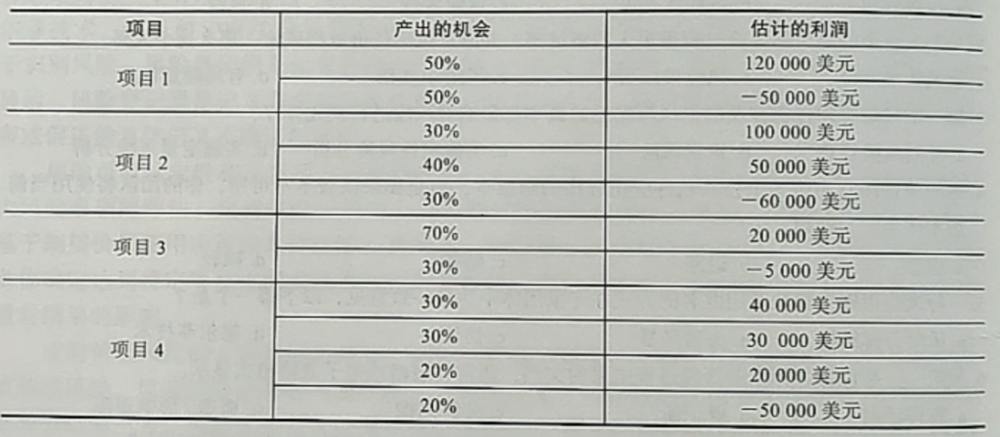 项目 产出的机会 估计的利润
项目 1
50% 120 000 美元
50% －50 000 美元
项目 2
30% 100 000 美元
40% 50 000 美元
30% －60 000 美元
项目 3
70% 20 000 美元
30% －5 000 美元
项目 4
30% 40 000 美元
30% 30 000 美元
20% 20 000 美元
20% －50 000 美元